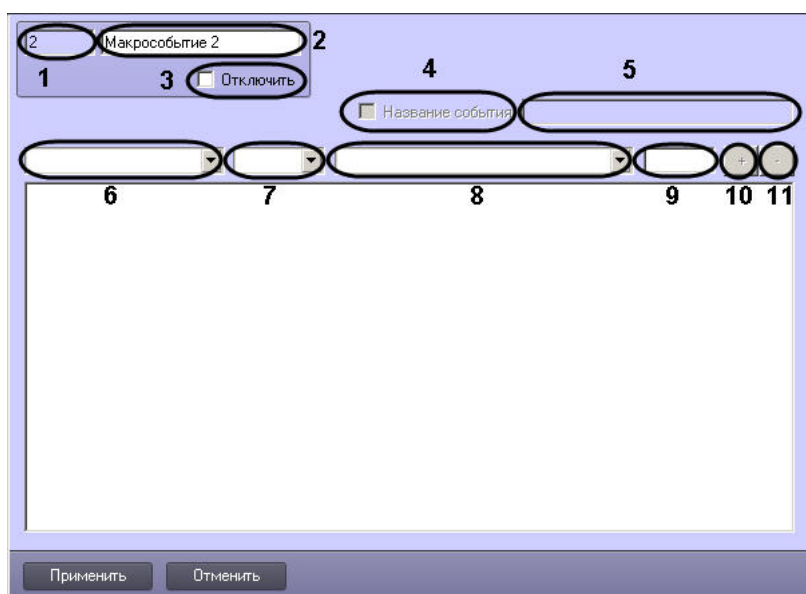 2 Макрособытие 2 2
1 3 Отключить 4 5
Название события
+ -
6 7 8 9 10 11
Применить Отменить